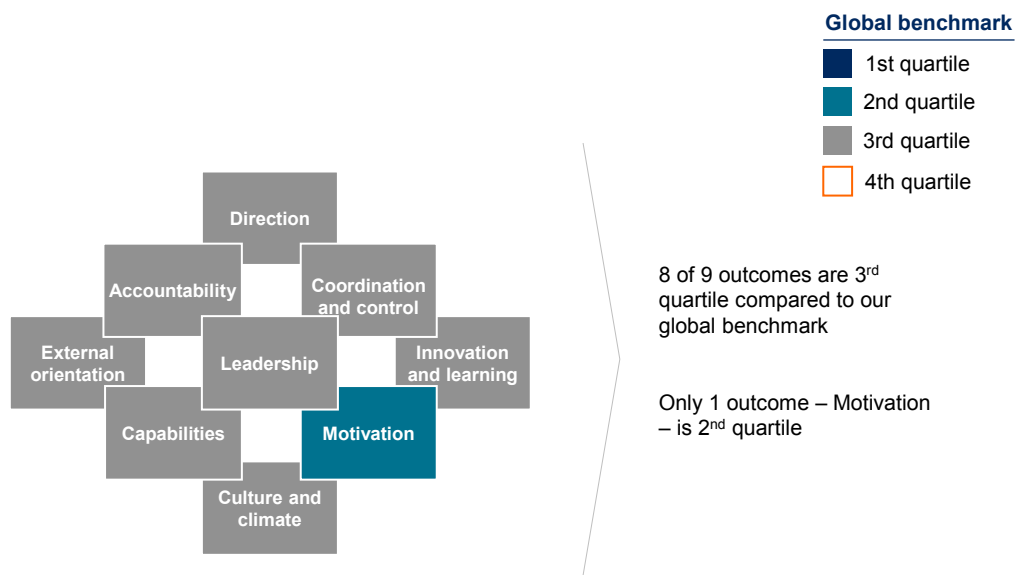 Global benchmark
1st quartile
2nd quartile
3rd quartile
4th quartile
Direction
Accountability
Coordination
and control
External
orientation
Leadership
Innovation
and learning
Capabilities
Motivation
Culture and
climate
8 of 9 outcomes are 3rd
quartile compared to our
global benchmark
Only 1 outcome – Motivation
– is 2nd quartile